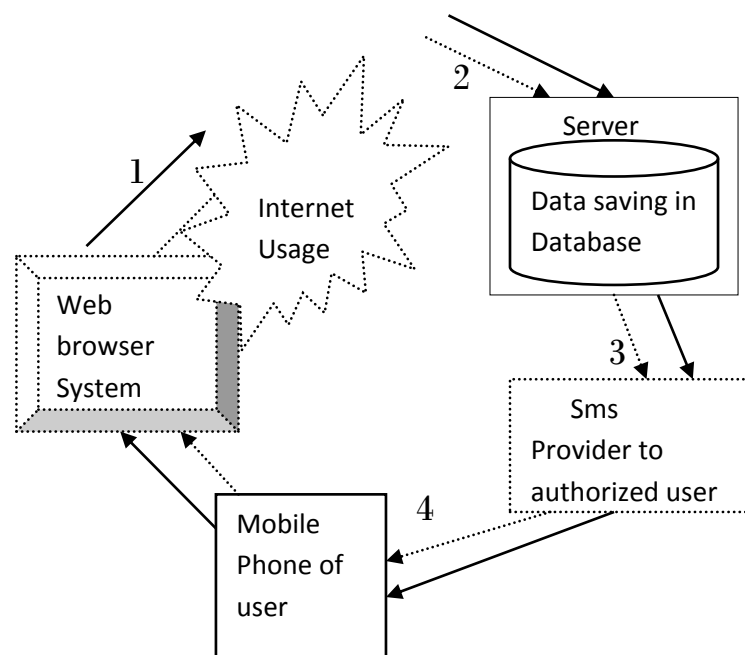 1
2
Server
Data saving in
Database
Internet
Usage
Web
browser
System
3
Sms
Provider to
authorized user
4
Mobile
Phone of
user